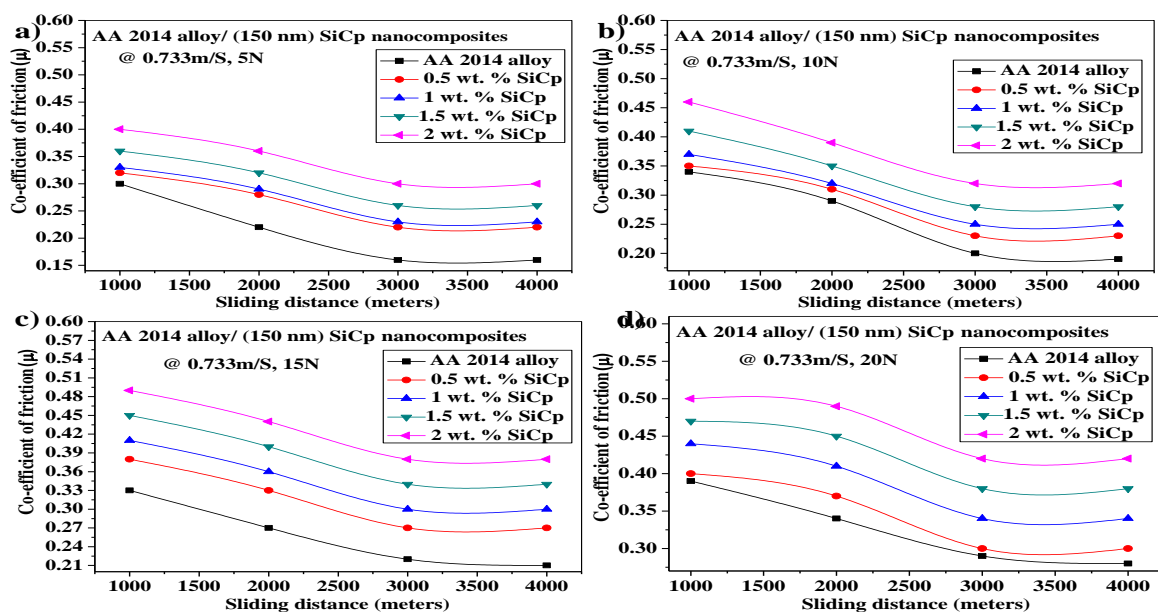 a)
AA 2014 alloy/ (150 nm) SiCp nanocomposites
@ 0.733m/S, 5N
AA 2014 alloy
0.5 wt. % SiCp
1 wt. % SiCp
1.5 wt. % SiCp
2 wt. % SiCp
Co-efficient of friction(μ)
0.60
0.55
0.50
0.45
0.40
0.35
0.30
0.25
0.20
0.15
1000 1500 2000 2500 3000 3500 4000
Sliding distance (meters)
b)
AA 2014 alloy/ (150 nm) SiCp nanocomposites
@ 0.733m/S, 10N
AA 2014 alloy
0.5 wt. % SiCp
1 wt. % SiCp
1.5 wt. % SiCp
2 wt. % SiCp
Co-efficient of friction(μ)
0.60
0.55
0.50
0.45
0.40
0.35
0.30
0.25
0.20
1000 1500 2000 2500 3000 3500 4000
Sliding distance (meters)
c)
AA 2014 alloy/ (150 nm) SiCp nanocomposites
@ 0.733m/S, 15N
AA 2014 alloy
0.5 wt. % SiCp
1 wt. % SiCp
1.5 wt. % SiCp
2 wt. % SiCp
Co-efficient of friction(μ)
0.60
0.57
0.54
0.51
0.48
0.45
0.42
0.39
0.36
0.33
0.30
0.27
0.24
0.21
1000 1500 2000 2500 3000 3500 4000
Sliding distance (meters)
d)
AA 2014 alloy/ (150 nm) SiCp nanocomposites
@ 0.733m/S, 20N
AA 2014 alloy
0.5 wt. % SiCp
1 wt. % SiCp
1.5 wt. % SiCp
2 wt. % SiCp
Co-efficient of friction(μ)
0.60
0.55
0.50
0.45
0.40
0.35
0.30
1000 1500 2000 2500 3000 3500 4000
Sliding distance (meters)